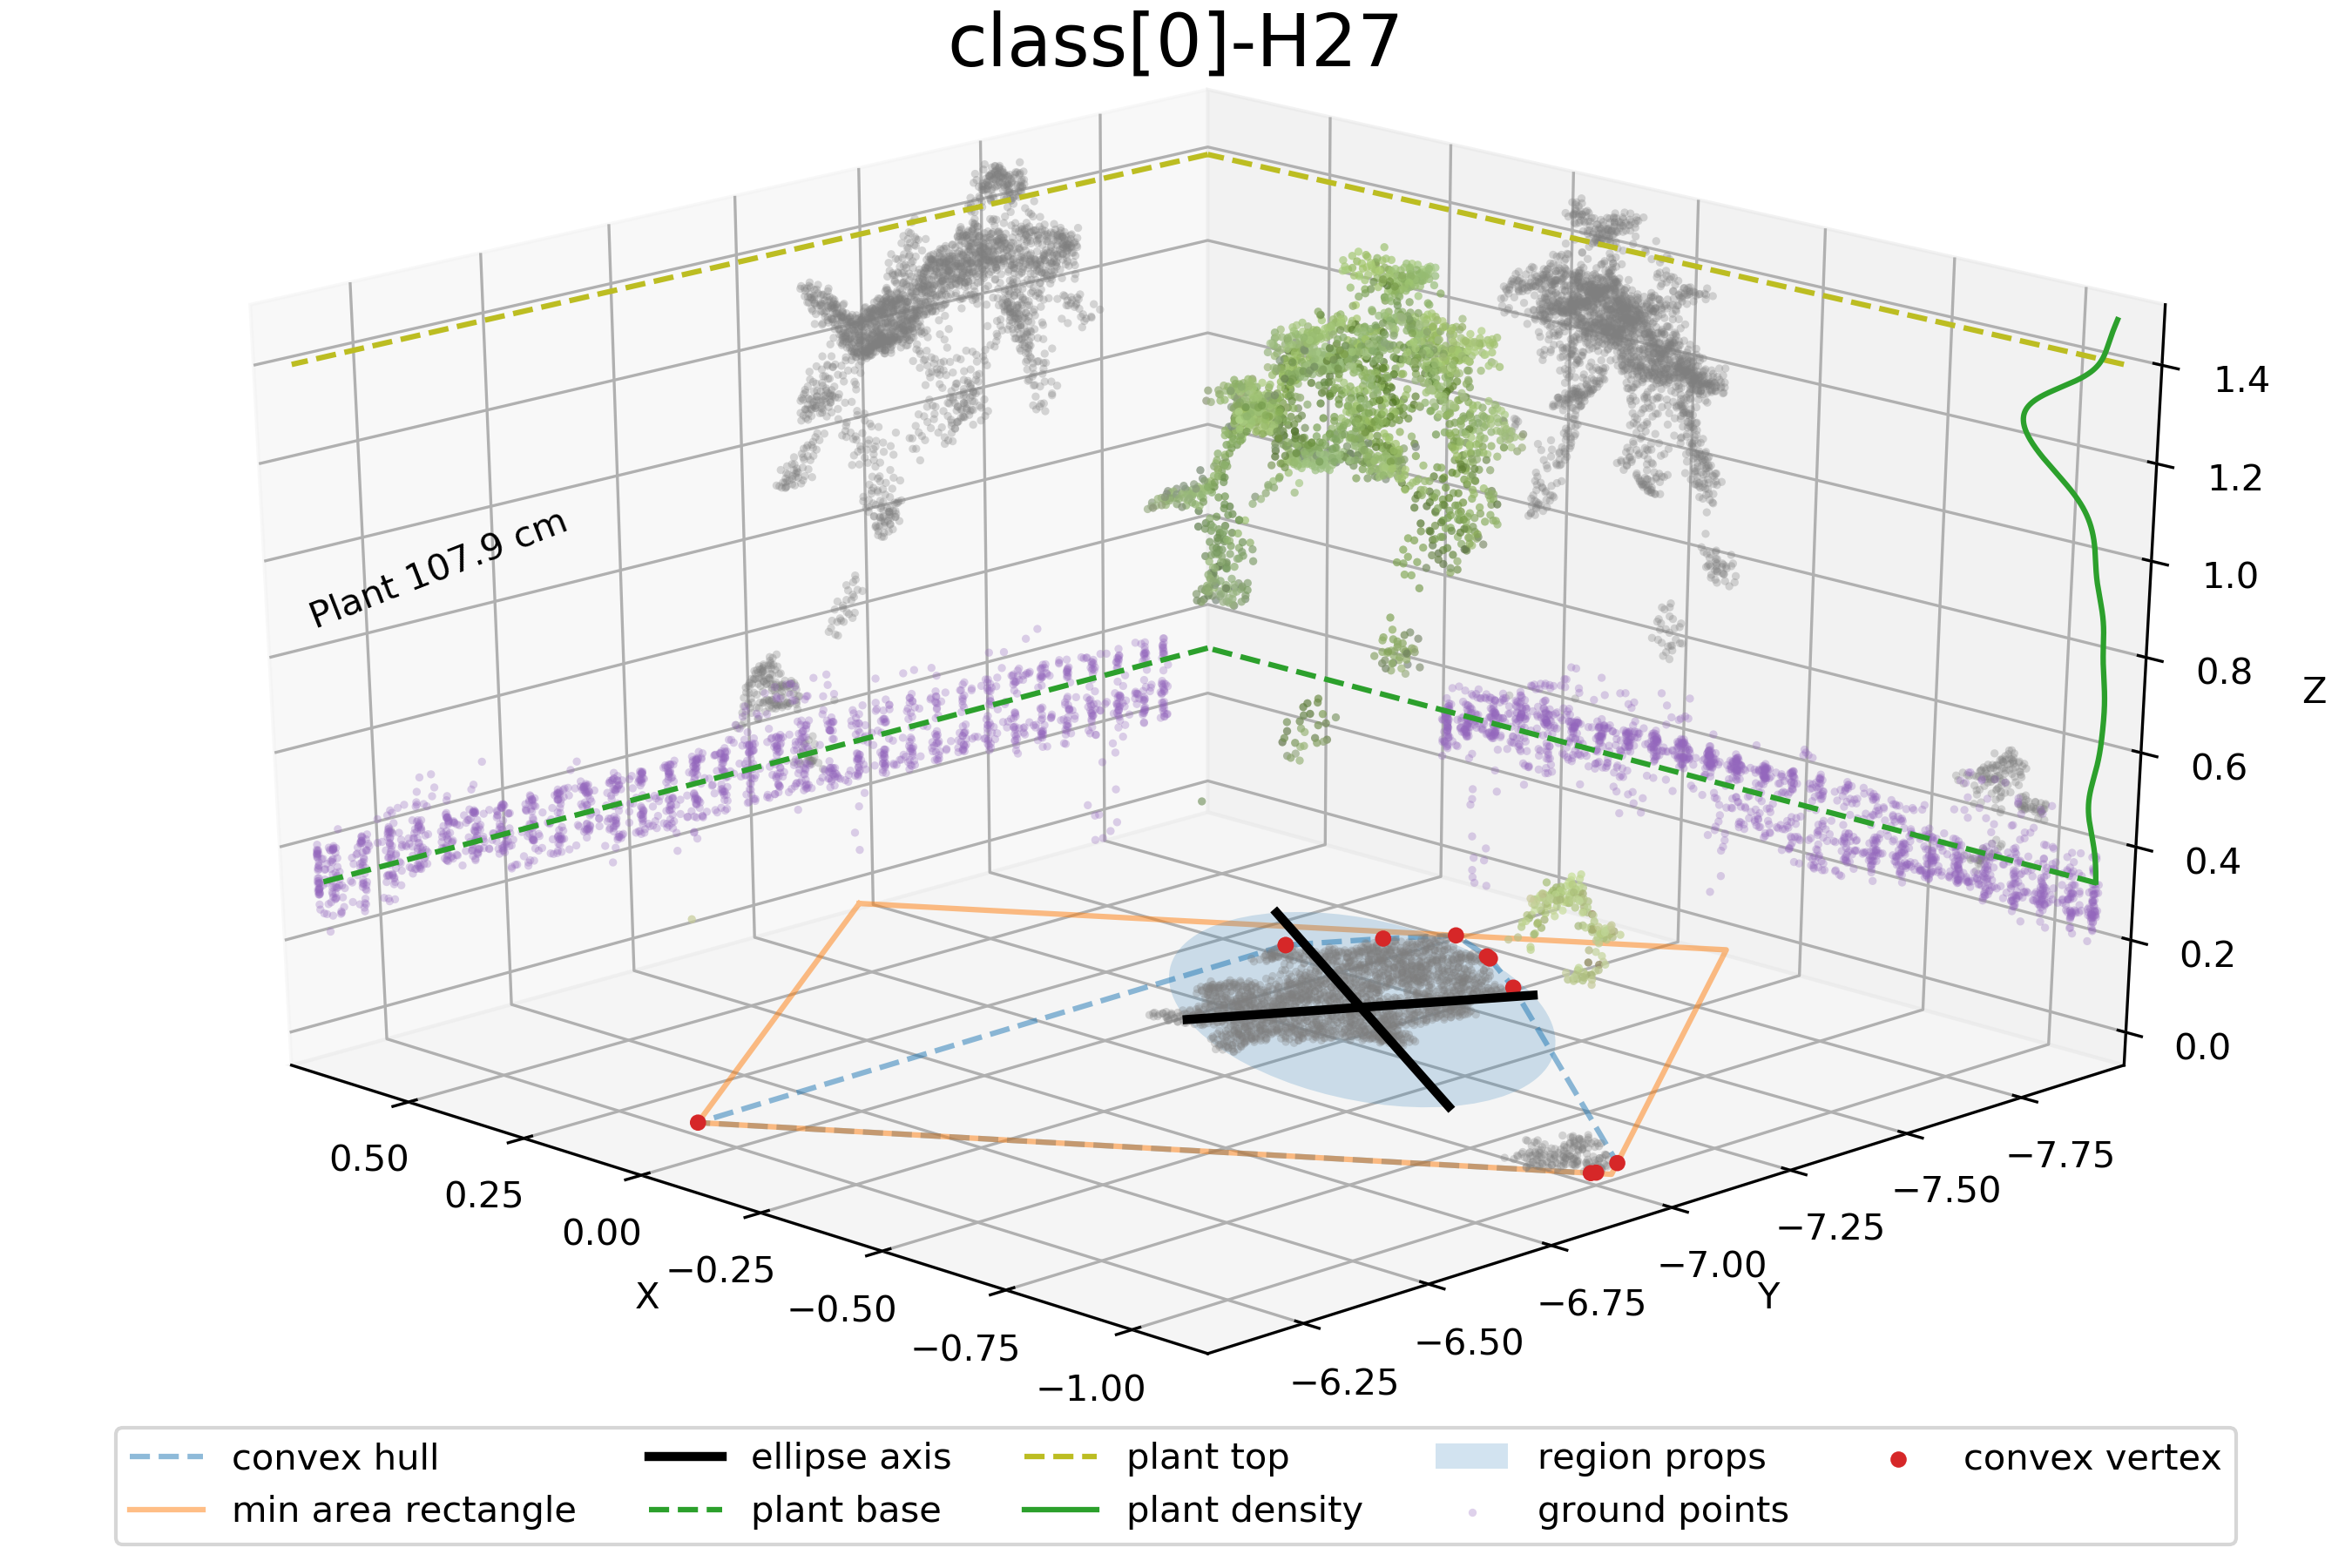 class[0]-H27
Plant 107.9 cm
1.4
1.2
1.0
0.8
0.6
0.4
0.2
0.0
Z
0.50
0.25
0.00
−0.25
−0.50
−0.75
−1.00
X
−7.75
−7.50
−7.25
−7.00
−6.75
−6.50
−6.25
Y
convex hull
min area rectangle
ellipse axis
plant base
plant top
plant density
region props
ground points
convex vertex